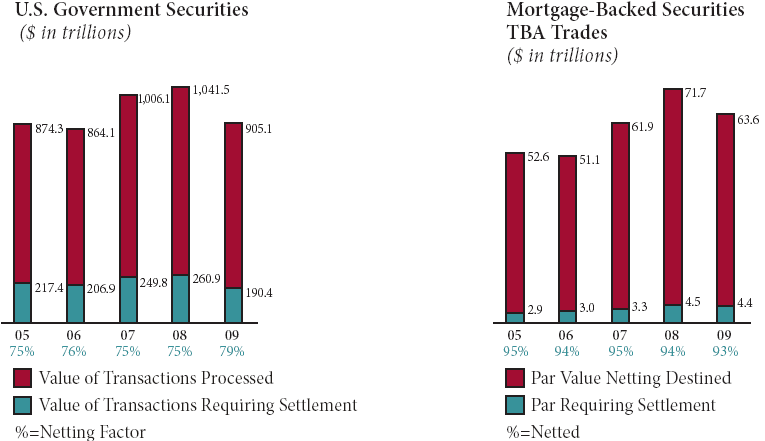 U.S. Government Securities
($ in trillions)
874.3
864.1
1,006.1
1,041.5
905.1
217.4
206.9
249.8
260.9
190.4
05 06 07 08 09
75% 76% 75% 75% 79%
Value of Transactions Processed
Value of Transactions Requiring Settlement
%=Netting Factor
Mortgage-Backed Securities
TBA Trades
($ in trillions)
52.6
51.1
61.9
71.7
63.6
2.9
3.0
3.3
4.5
4.4
05 06 07 08 09
95% 94% 95% 94% 93%
Par Value Netting Destined
Par Requiring Settlement
%=Netted